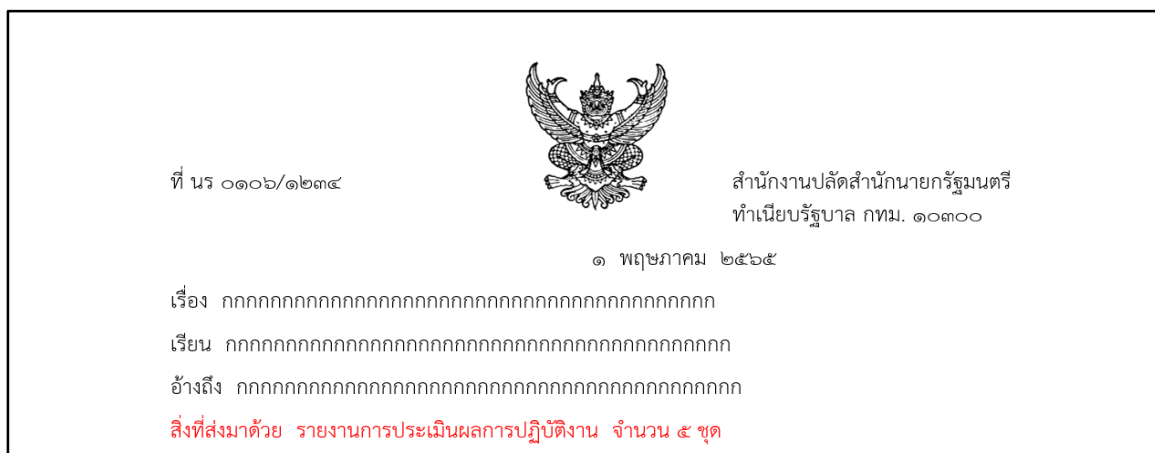 ที่ นร ๐๑๐๖/๑๒๓๔
สำนักงานปลัดสำนักนายกรัฐมนตรี
ทำเนียบรัฐบาล กทม. ๑๐๓๐๐
๑ พฤษภาคม ๒๕๖๕
เรื่อง กกกกกกกกกกกกกกกกกกกกกกกกกกกกกกกกกกกกกกกกก
เรียน กกกกกกกกกกกกกกกกกกกกกกกกกกกกกกกกกกกกกกกกกก
อ้างถึง กกกกกกกกกกกกกกกกกกกกกกกกกกกกกกกกกกกกกกกกกก
สิ่งที่ส่งมาด้วย รายงานการประเมินผลการปฏิบัติงาน จำนวน ๕ ชุด